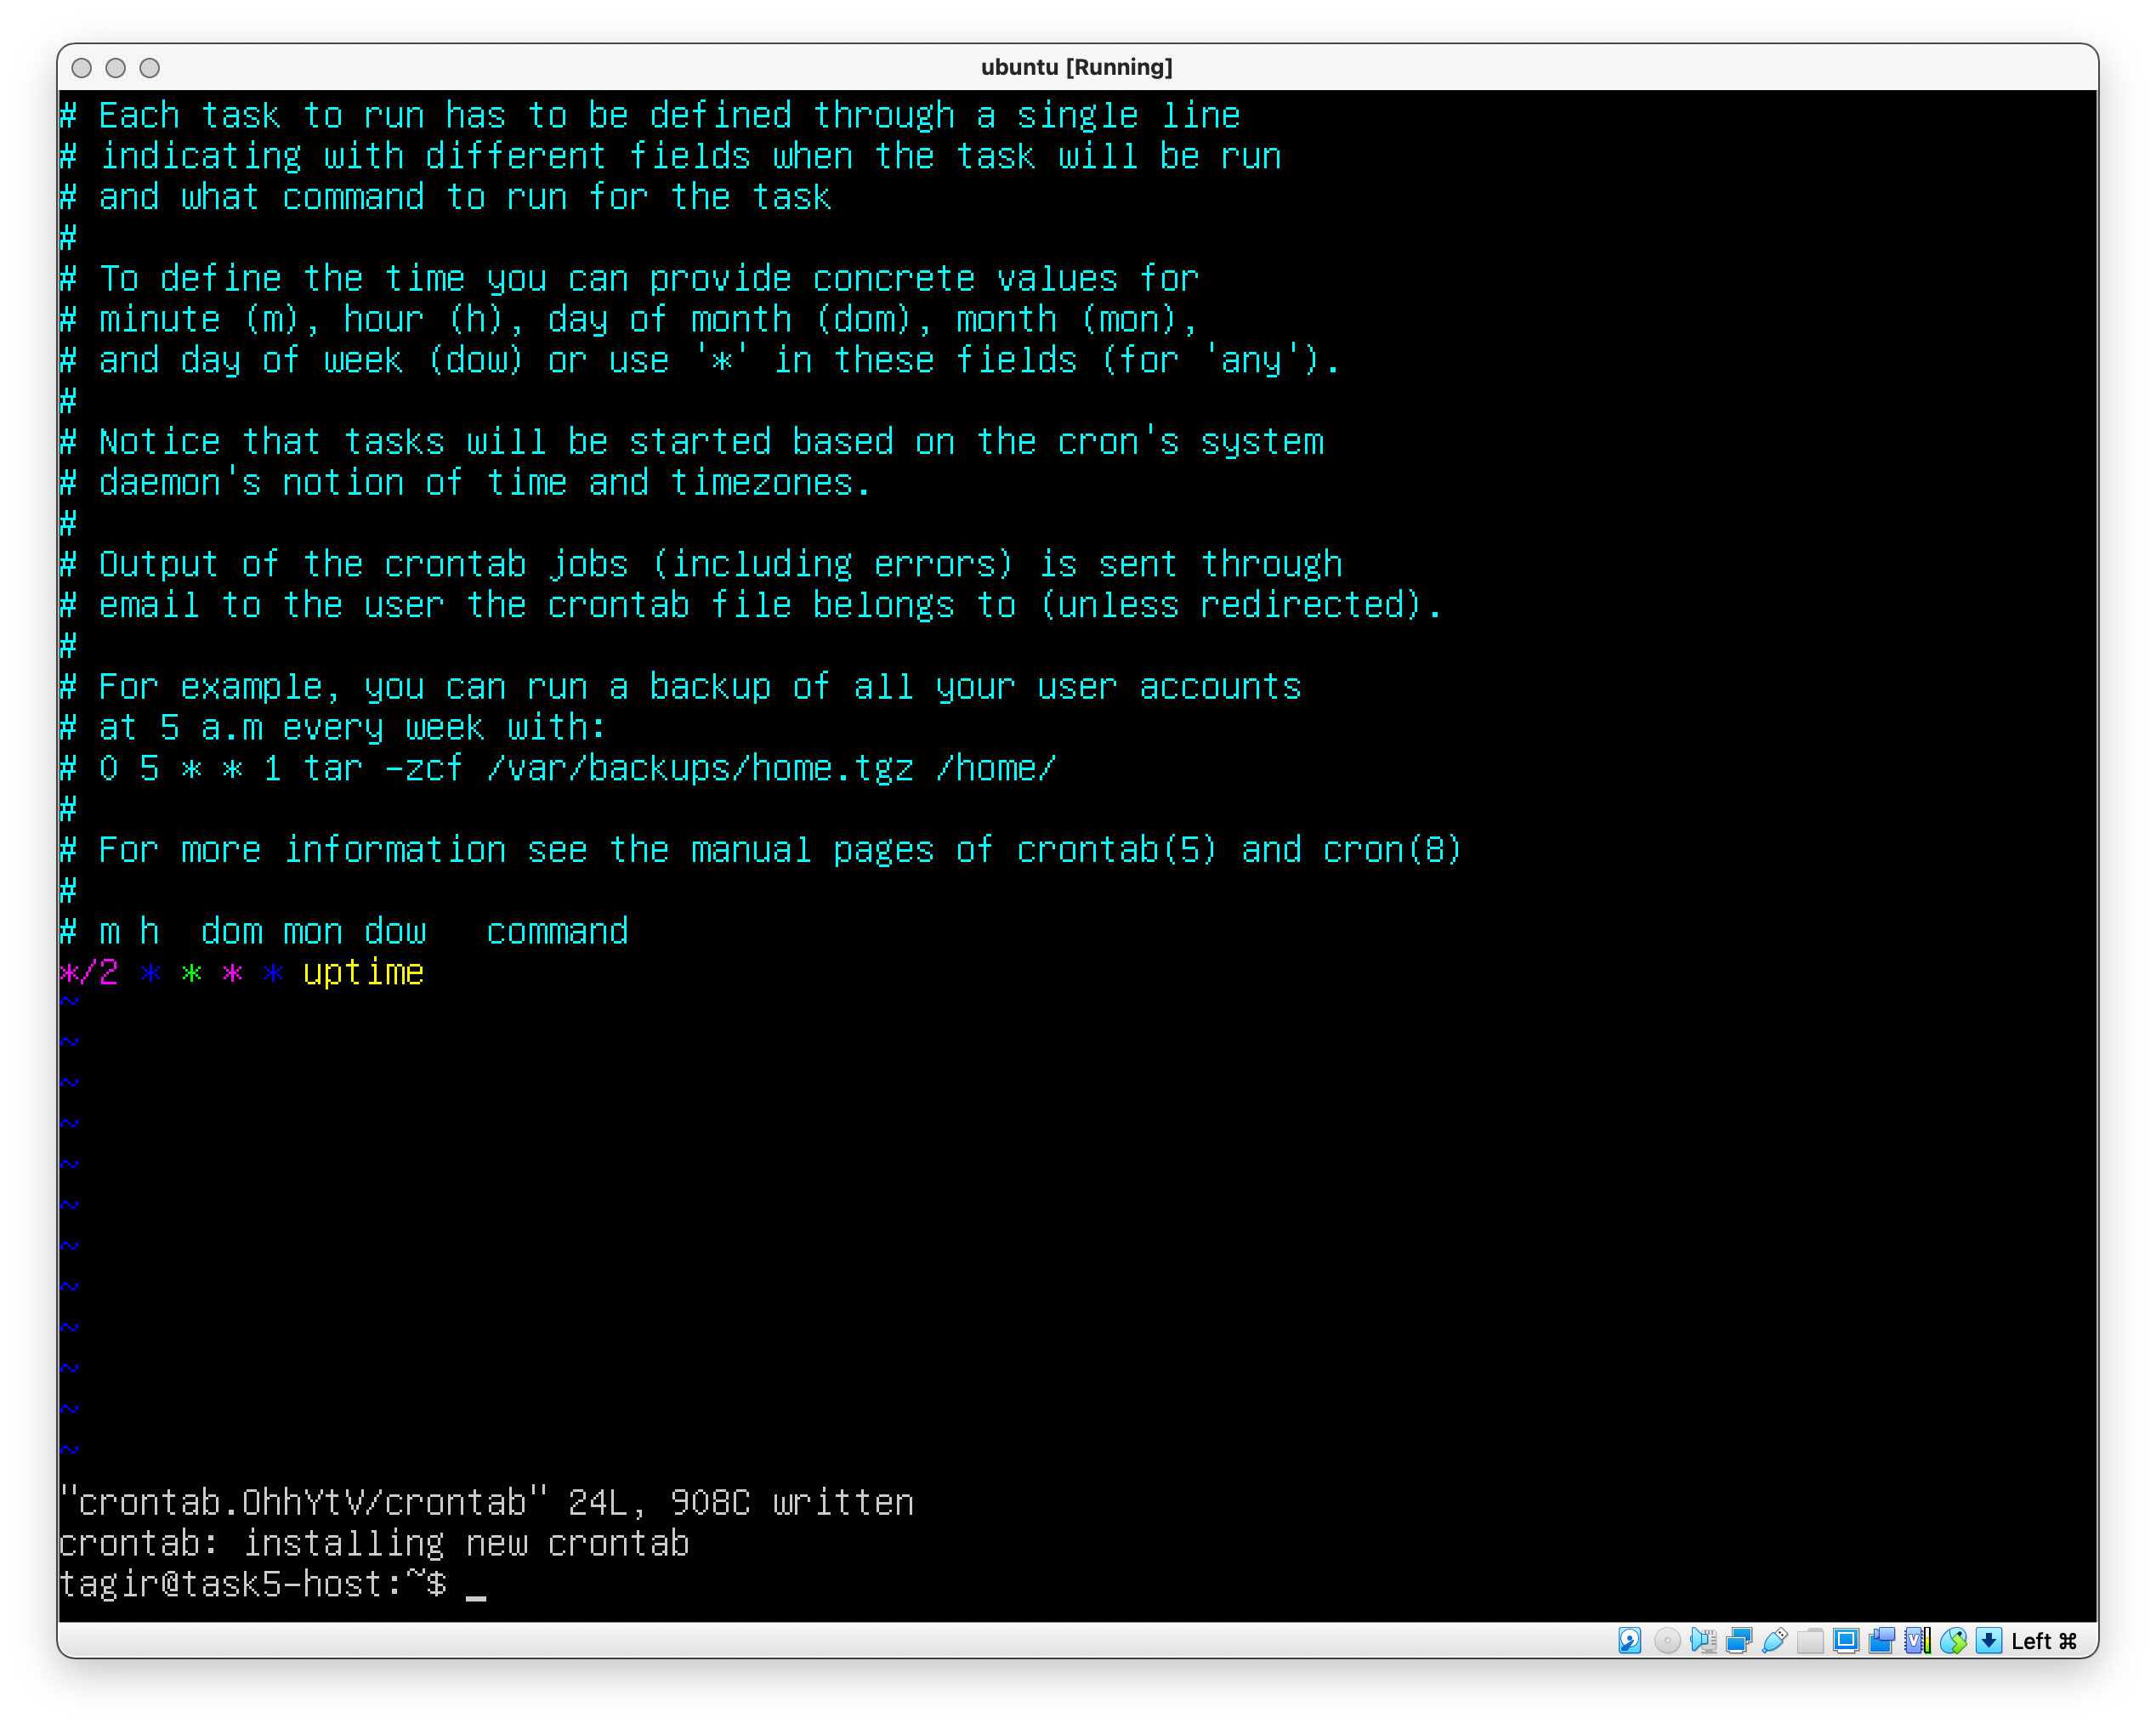 ubuntu [Running]
# Each task to run has to be defined through a single line
# indicating with different fields when the task will be run
# and what command to run for the task
#
# To define the time you can provide concrete values for
# minute (m), hour (h), day of month (dom), month (mon),
# and day of week (dow) or use '*' in these fields (for 'any').
#
# Notice that tasks will be started based on the cron's system
# daemon's notion of time and timezones.
#
# Output of the crontab jobs (including errors) is sent through
# email to the user the crontab file belongs to (unless redirected).
#
# For example, you can run a backup of all your user accounts
# at 5 a.m every week with:
# 0 5 * * 1 tar -zcf /var/backups/home.tgz /home/
#
# For more information see the manual pages of crontab(5) and cron(8)
#
# m h  dom mon dow   command
*/2 * * * * uptime
~
~
~
~
~
~
~
~
~
~
~
~
"crontab.OhhYtV/crontab" 24L, 908C written
crontab: installing new crontab
tagir@task5-host:~$ _
Left ⌘